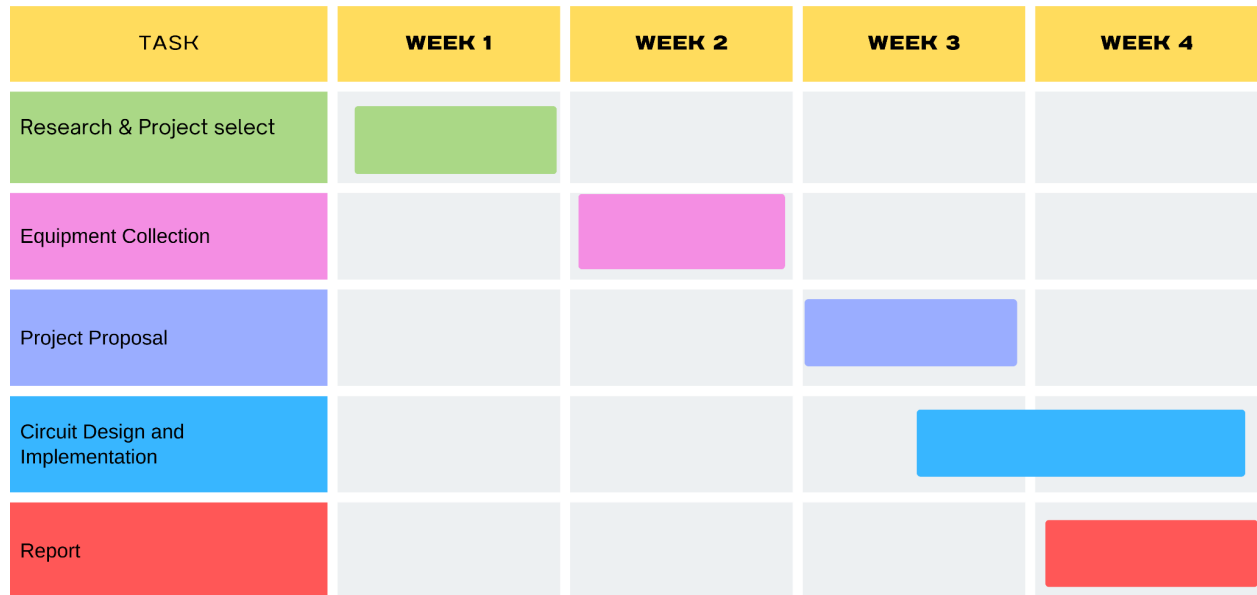 TASK
WEEK 1
WEEK 2
WEEK 3
WEEK 4
Research & Project select
Equipment Collection
Project Proposal
Circuit Design and
Implementation
Report